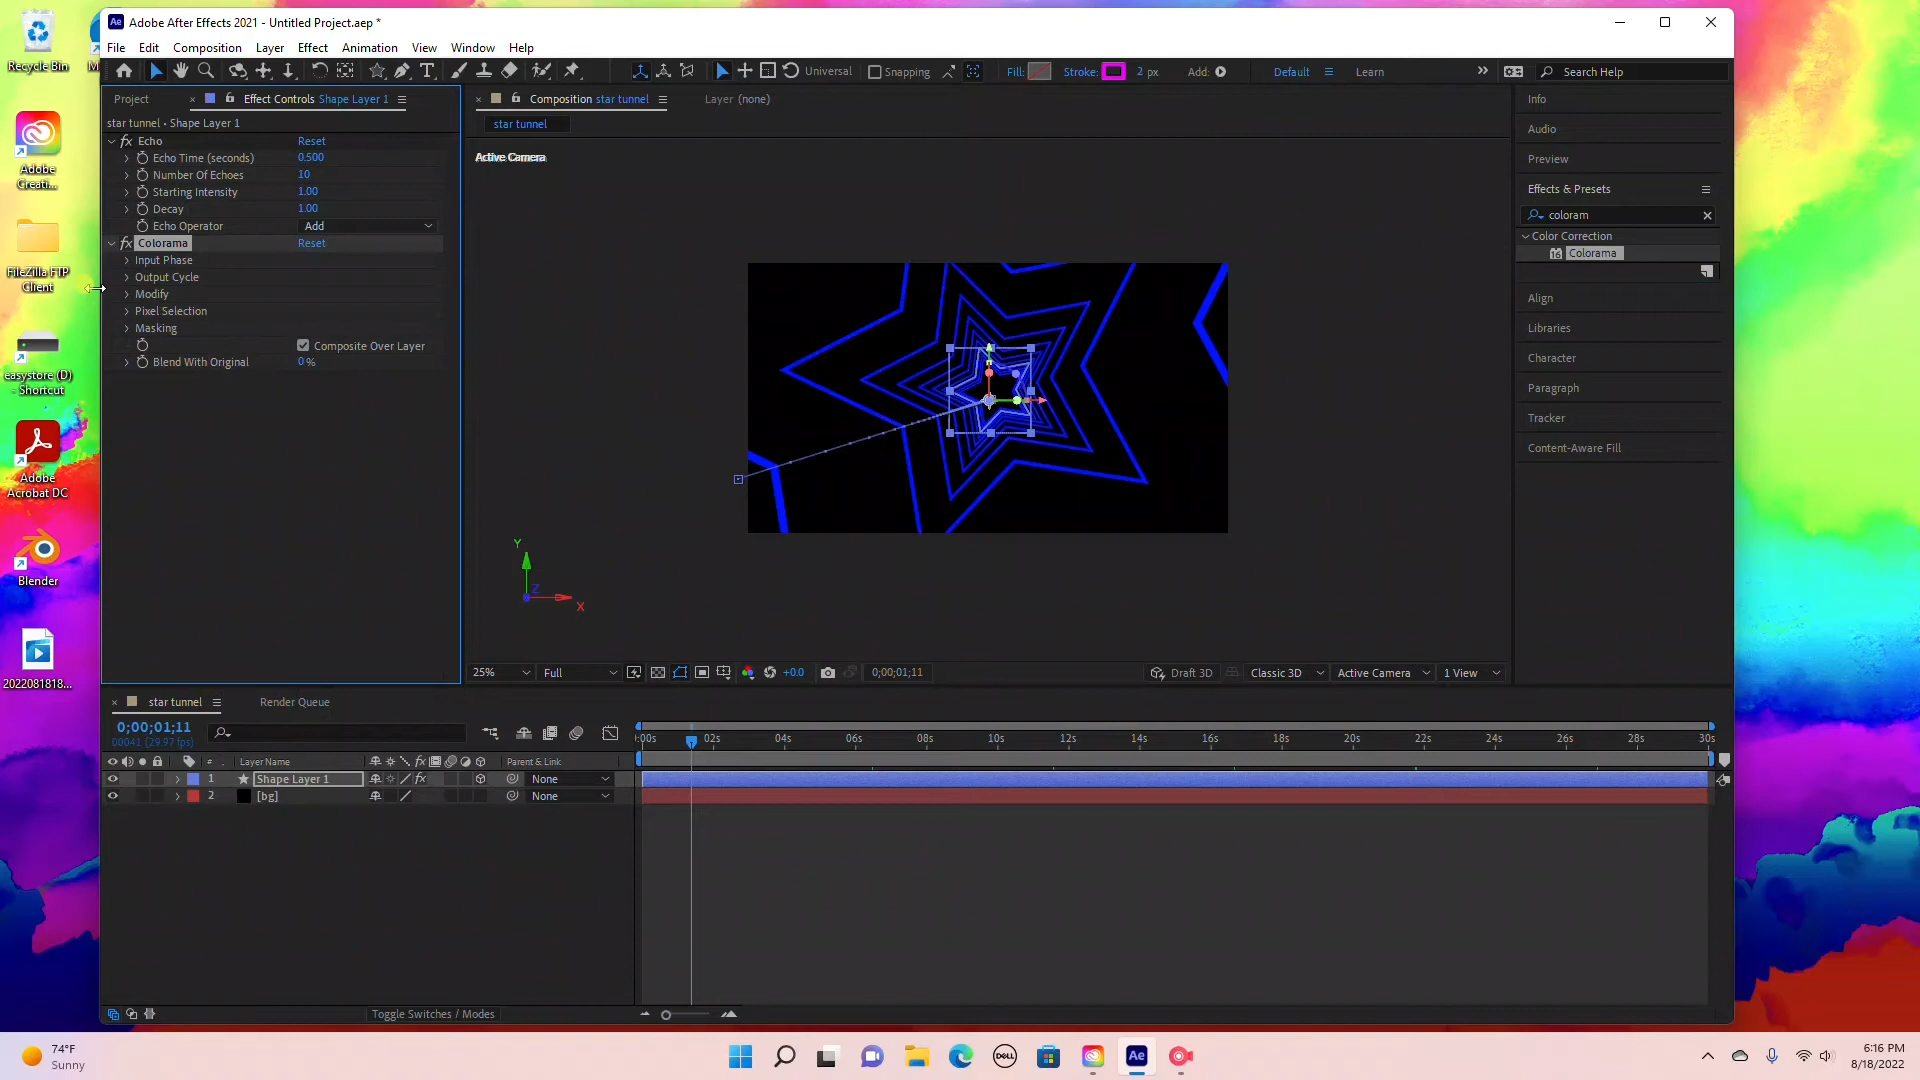 Recycle Bin
M
Adobe Creati...
FileZilla FTP Client
easystore (D) - Shortcut
Adobe Acrobat DC
Blender
2022081818...
Ae Adobe After Effects 2021 - Untitled Project.aep *
File Edit Composition Layer Effect Animation View Window Help
Universal Snapping Fill: Stroke: 2 px Add: Default Learn Search Help
Project Effect Controls Shape Layer 1
star tunnel • Shape Layer 1
fx Echo Reset
Echo Time (seconds) 0.500
Number Of Echoes 10
Starting Intensity 1.00
Decay 1.00
Echo Operator Add
fx Colorama Reset
Input Phase
Output Cycle
Modify
Pixel Selection
Masking
Composite Over Layer
Blend With Original 0 %
Composition star tunnel Layer (none)
star tunnel
Active Camera
Y
Z
X
25% Full +0.0 0;00;01;11 Draft 3D Classic 3D Active Camera 1 View
Info
Audio
Preview
Effects & Presets
coloram
Color Correction
16 Colorama
Align
Libraries
Character
Paragraph
Tracker
Content-Aware Fill
star tunnel Render Queue
0;00;01;11
00041 (29.97 fps)
:00s 02s 04s 06s 08s 10s 12s 14s 16s 18s 20s 22s 24s 26s 28s 30s
# Layer Name fx Parent & Link
1 Shape Layer 1 fx None
2 [bg] None
Toggle Switches / Modes
74°F
Sunny
DELL
Ae
6:16 PM
8/18/2022